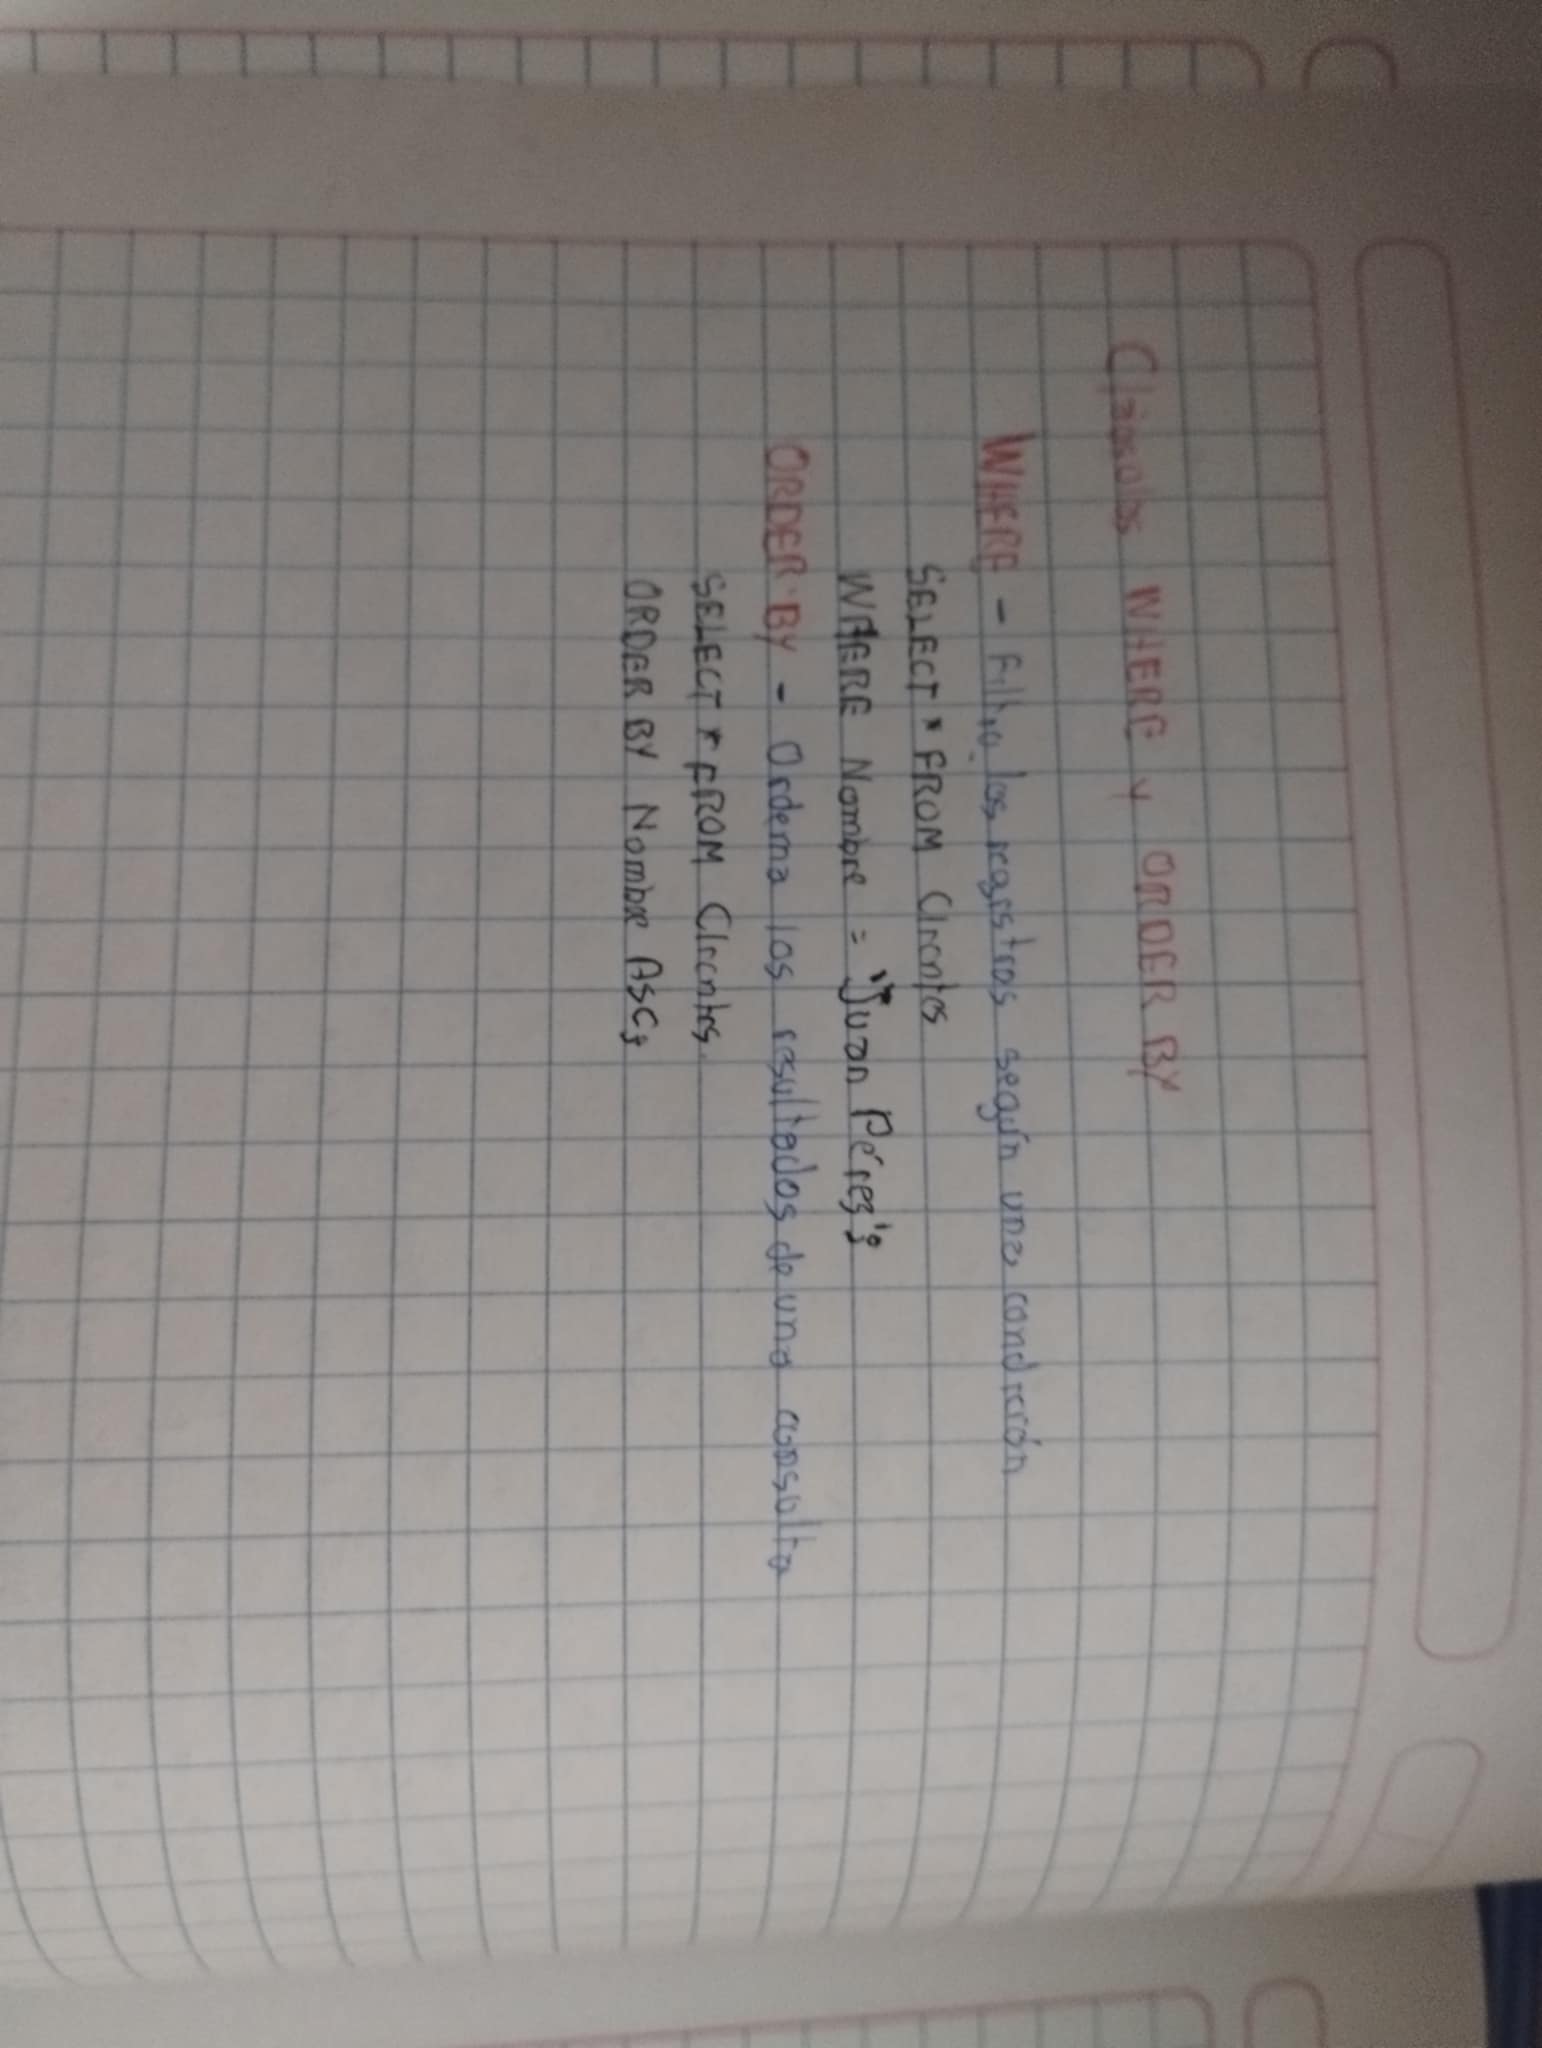 Cláusulas WHERE y ORDER BY
WHERE - Filtra los registros según una condición
SELECT * FROM Clientes
WHERE Nombre = 'Juan Pérez';
ORDER BY - Ordena los resultados de una consulta
SELECT * FROM Clientes
ORDER BY Nombre ASC;